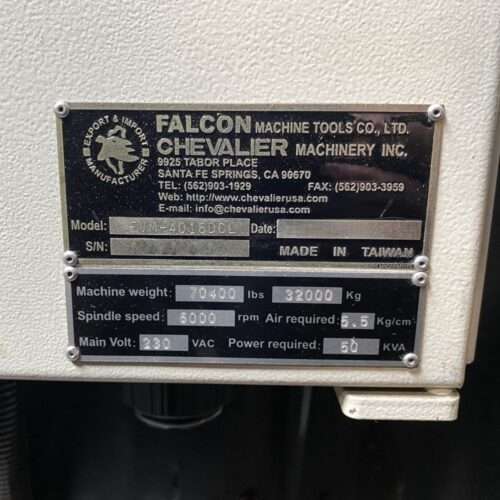 EXPORT & IMPORT
MANUFACTURER
FALCON MACHINE TOOLS CO., LTD.
CHEVALIER MACHINERY INC.
9925 TABOR PLACE
SANTA FE SPRINGS, CA 90670
TEL: (562)903-1929 FAX: (562)903-3959
Web: http://www.chevalierusa.com
E-mail: info@chevalierusa.com
Model: Date:
S/N: MADE IN TAIWAN
Machine weight: 70400 lbs 32000 Kg
Spindle speed: 6000 rpm Air required: 5.5 Kg/cm²
Main Volt: 230 VAC Power required: 50 KVA